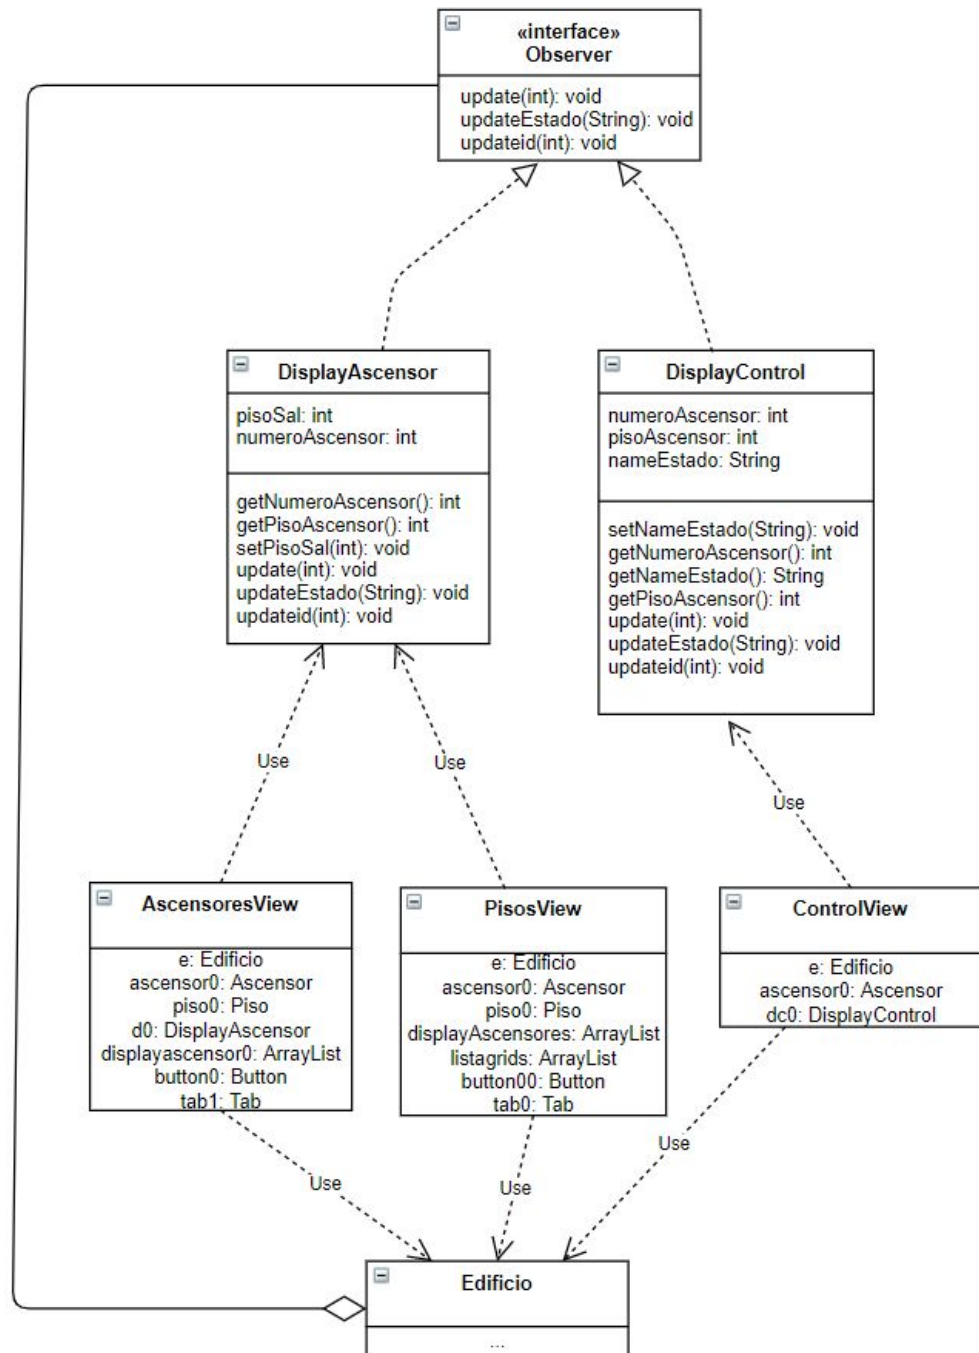 «interface»
Observer
update(int): void
updateEstado(String): void
updateid(int): void
DisplayAscensor
pisoSal: int
numeroAscensor: int
getNumeroAscensor(): int
getPisoAscensor(): int
setPisoSal(int): void
update(int): void
updateEstado(String): void
updateid(int): void
DisplayControl
numeroAscensor: int
pisoAscensor: int
nameEstado: String
setNameEstado(String): void
getNumeroAscensor(): int
getNameEstado(): String
getPisoAscensor(): int
update(int): void
updateEstado(String): void
updateid(int): void
Use
Use
Use
AscensoresView
e: Edificio
ascensor0: Ascensor
piso0: Piso
d0: DisplayAscensor
displayascensor0: ArrayList
button0: Button
tab1: Tab
PisosView
e: Edificio
ascensor0: Ascensor
piso0: Piso
displayAscensores: ArrayList
listagrids: ArrayList
button00: Button
tab0: Tab
ControlView
e: Edificio
ascensor0: Ascensor
dc0: DisplayControl
Use
Use
Use
Edificio
...